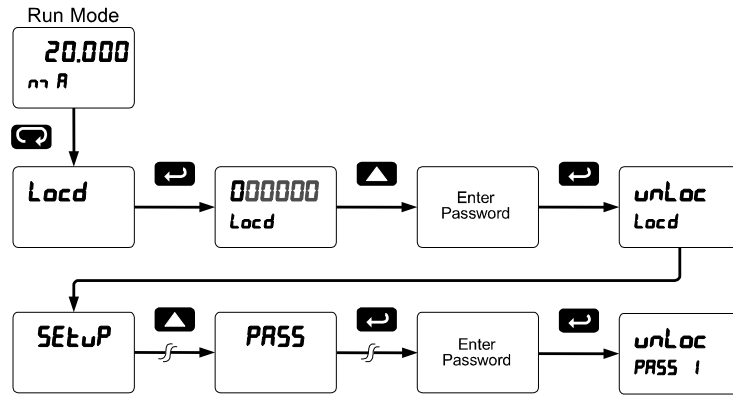 Run Mode
20.000
mA
Locd
000000
Locd
Enter
Password
unLoc
Locd
SEtuP
PASS
Enter
Password
unLoc
PASS 1